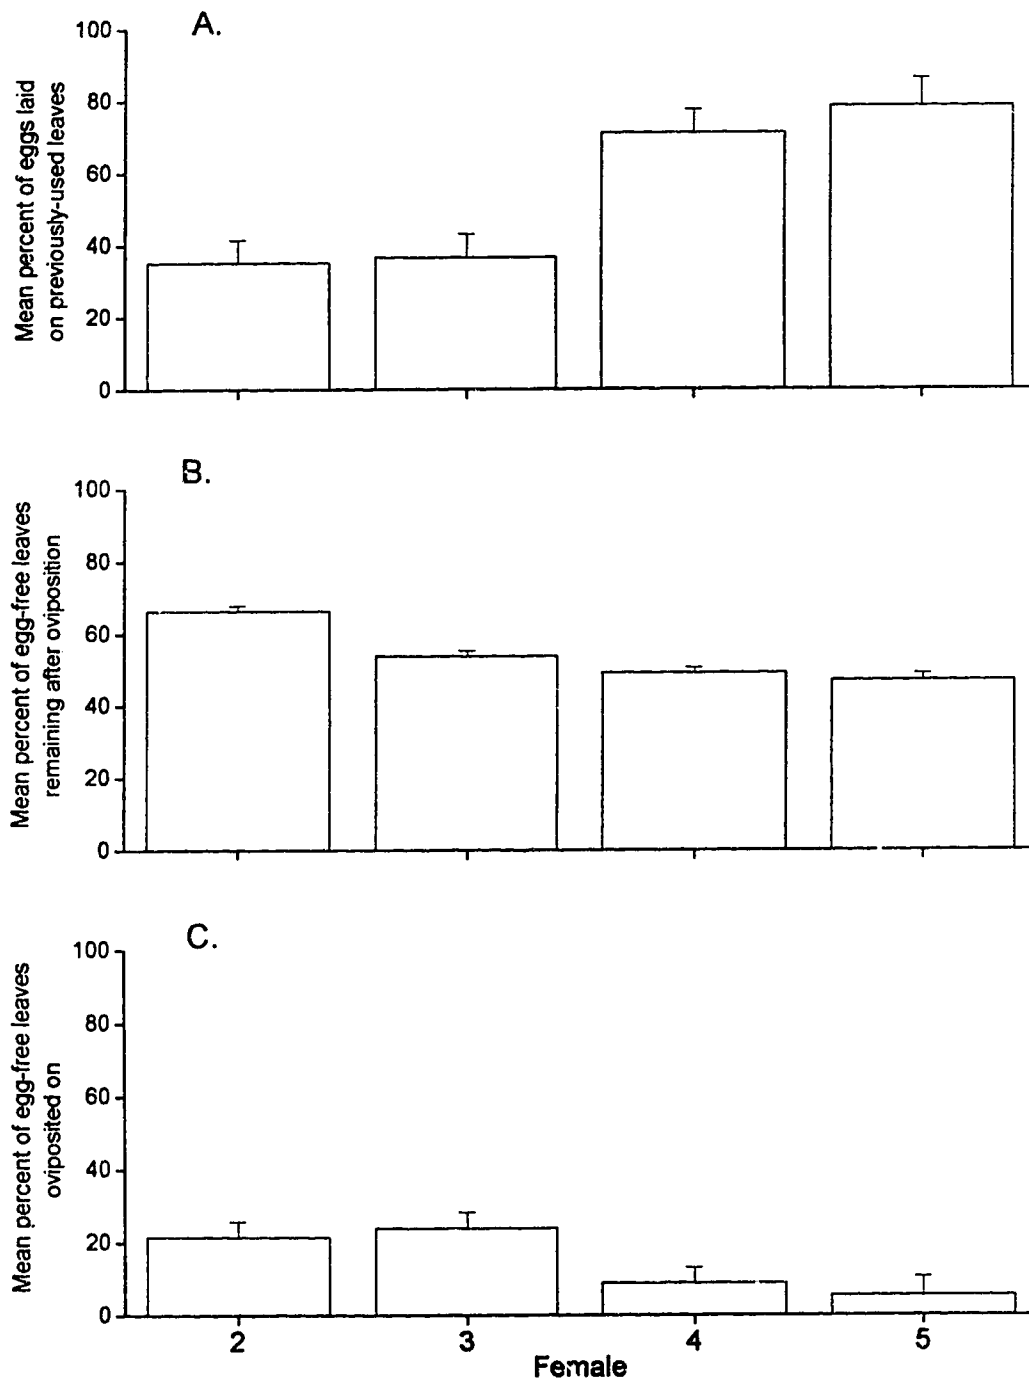 A.
Mean percent of eggs laid
on previously-used leaves
100
80
60
40
20
0
B.
Mean percent of egg-free leaves
remaining after oviposition
100
80
60
40
20
0
C.
Mean percent of egg-free leaves
oviposited on
100
80
60
40
20
0
2 3 4 5
Female